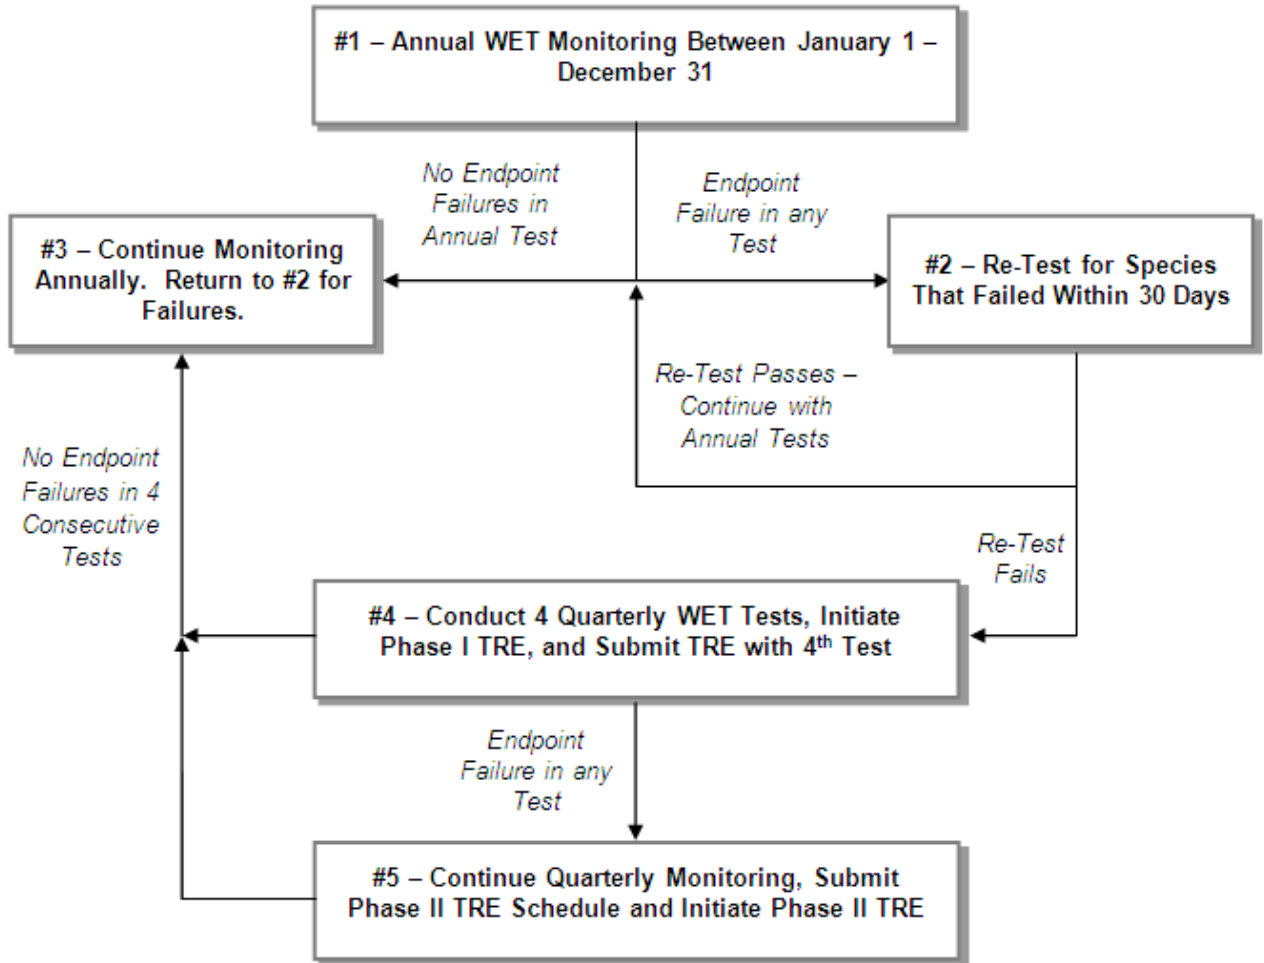 #1 – Annual WET Monitoring Between January 1 –
December 31
No Endpoint
Failures in
Annual Test
Endpoint
Failure in any
Test
#3 – Continue Monitoring
Annually.  Return to #2 for
Failures.
#2 – Re-Test for Species
That Failed Within 30 Days
Re-Test Passes –
Continue with
Annual Tests
No Endpoint
Failures in 4
Consecutive
Tests
Re-Test
Fails
#4 – Conduct 4 Quarterly WET Tests, Initiate
Phase I TRE, and Submit TRE with 4th Test
Endpoint
Failure in any
Test
#5 – Continue Quarterly Monitoring, Submit
Phase II TRE Schedule and Initiate Phase II TRE